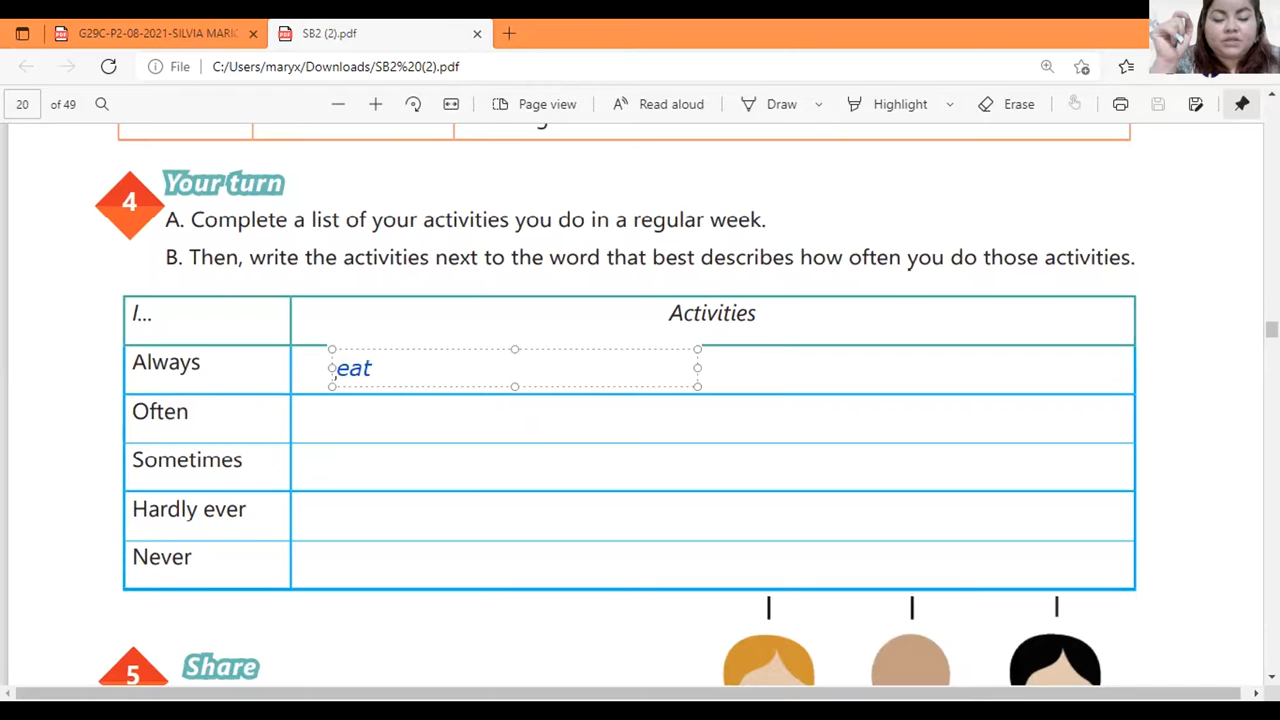 G29C-P2-08-2021-SILVIA MARIC
SB2 (2).pdf
File
C:/Users/maryx/Downloads/SB2%20(2).pdf
20 of 49
Page view
Read aloud
Draw
Highlight
Erase
4
Your turn
A. Complete a list of your activities you do in a regular week.
B. Then, write the activities next to the word that best describes how often you do those activities.
I... Activities
Always eat
Often
Sometimes
Hardly ever
Never
5
Share